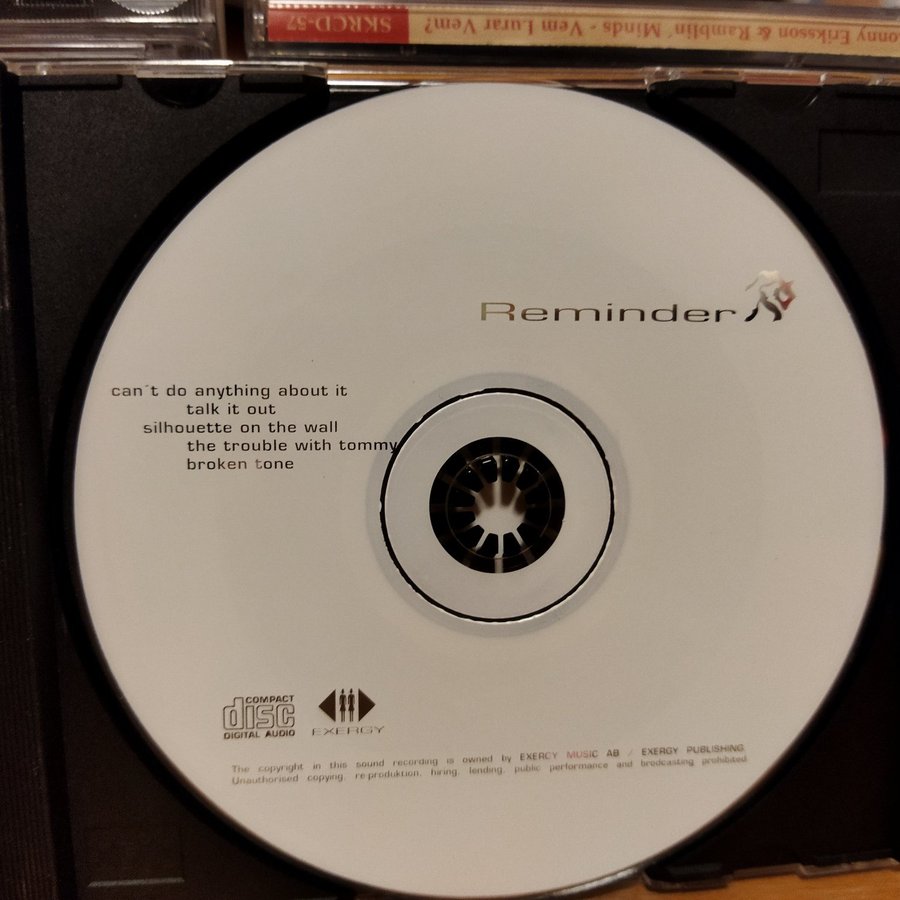 SKRCD-57
onny Eriksson & Ramblin' Minds - Vem Lurar Vem?
Reminder
can´t do anything about it
talk it out
silhouette on the wall
the trouble with tommy
broken tone
COMPACT
disc
DIGITAL AUDIO
EXERGY
The copyright in this sound recording is owned by EXERCY MUSIC AB / EXERGY PUBLISHING
Unauthorised copying, re-produktion, hiring, lending, public performance and brodcasting prohibited